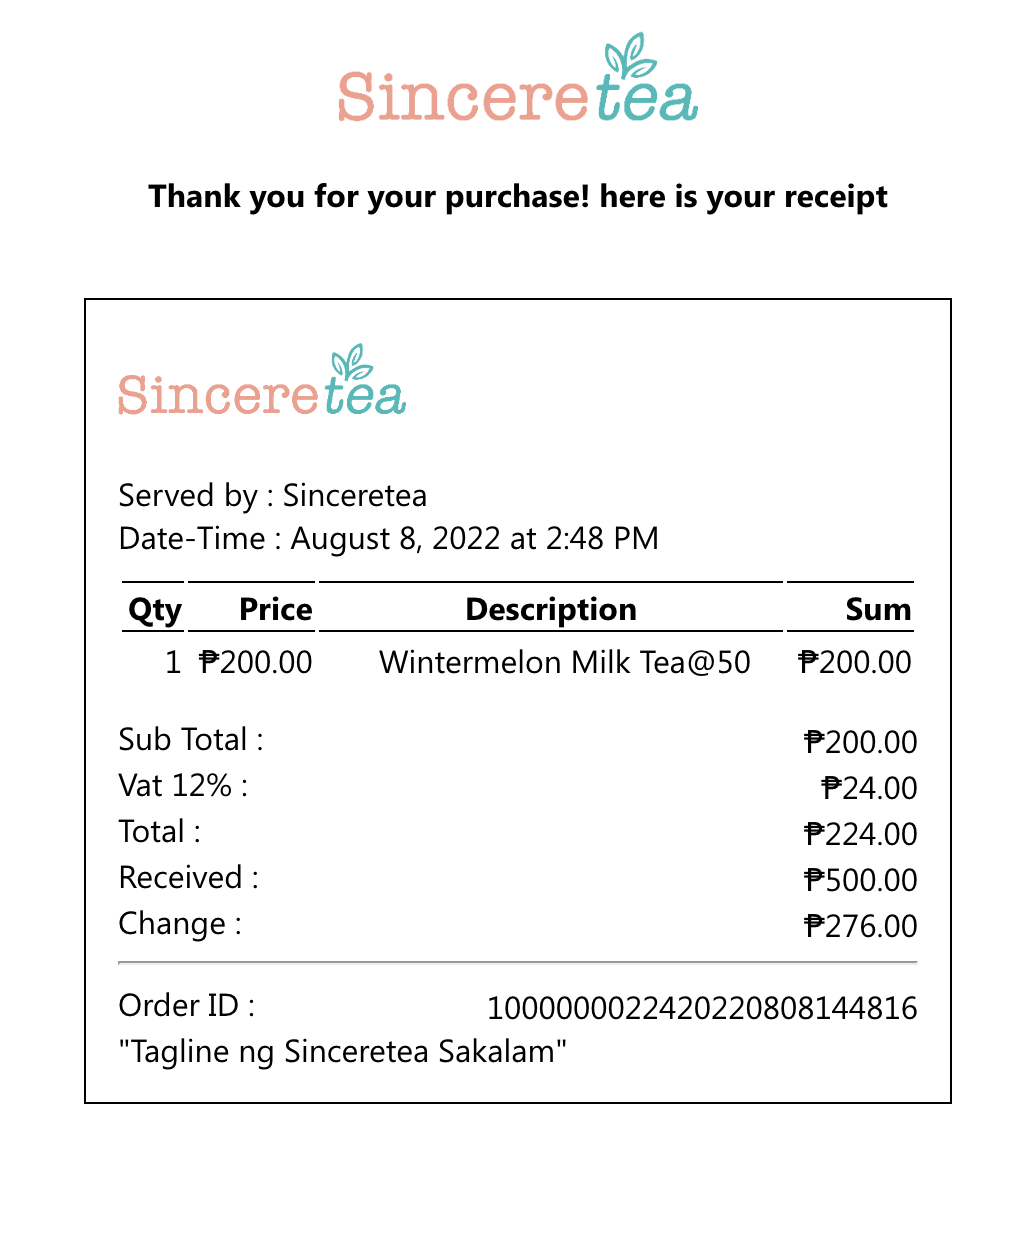 Sinceretea
Thank you for your purchase! here is your receipt
Sinceretea
Served by : Sinceretea
Date-Time : August 8, 2022 at 2:48 PM
Qty Price Description Sum
1 ₱200.00 Wintermelon Milk Tea@50 ₱200.00
Sub Total : ₱200.00
Vat 12% : ₱24.00
Total : ₱224.00
Received : ₱500.00
Change : ₱276.00
Order ID : 1000000022420220808144816
"Tagline ng Sinceretea Sakalam"